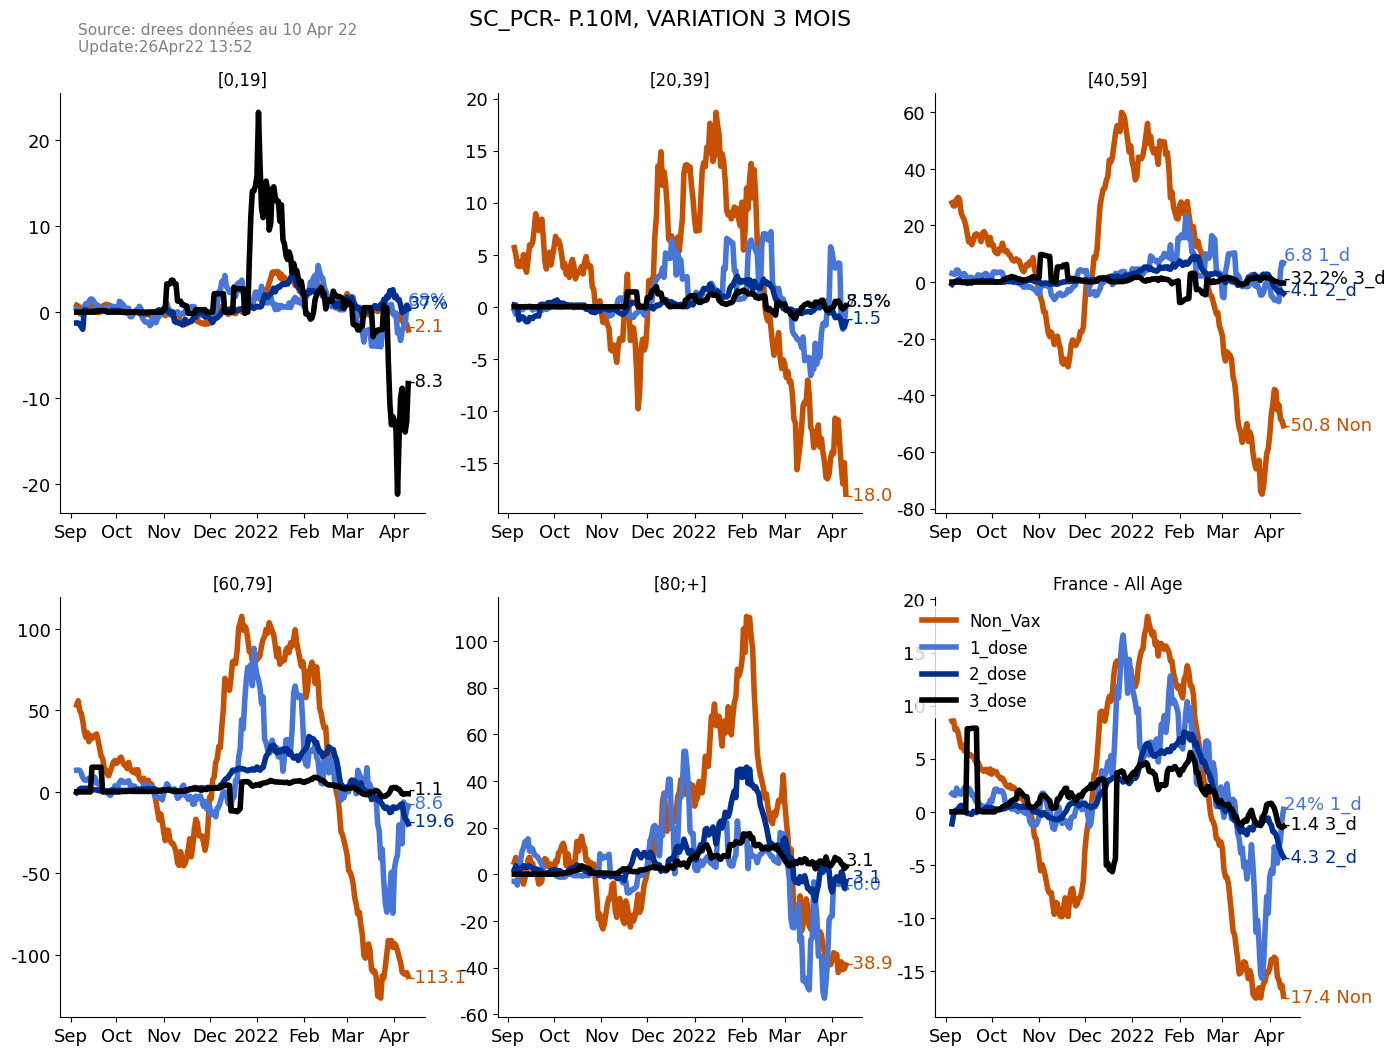 SC_PCR- P.10M, VARIATION 3 MOIS
Source: drees données au 10 Apr 22
Update:26Apr22 13:52
[0,19]
20
10
0
-10
-20
37%
-2.1
-8.3
Sep Oct Nov Dec 2022 Feb Mar Apr
[20,39]
20
15
10
5
0
-5
-10
-15
-1.5
-18.0
Sep Oct Nov Dec 2022 Feb Mar Apr
[40,59]
60
40
20
0
-20
-40
-60
-80
6.8 1_d
-32.2% 3_d
-4.1 2_d
-50.8 Non
Sep Oct Nov Dec 2022 Feb Mar Apr
[60,79]
100
50
0
-50
-100
-1.1
-8.6
-19.6
-113.1
Sep Oct Nov Dec 2022 Feb Mar Apr
[80;+]
100
80
60
40
20
0
-20
-40
-60
3.1
-3.1
-6.0
-38.9
Sep Oct Nov Dec 2022 Feb Mar Apr
France - All Age
Non_Vax
1_dose
2_dose
3_dose
20
15
10
5
0
-5
-10
-15
24% 1_d
-1.4 3_d
-4.3 2_d
-17.4 Non
Sep Oct Nov Dec 2022 Feb Mar Apr